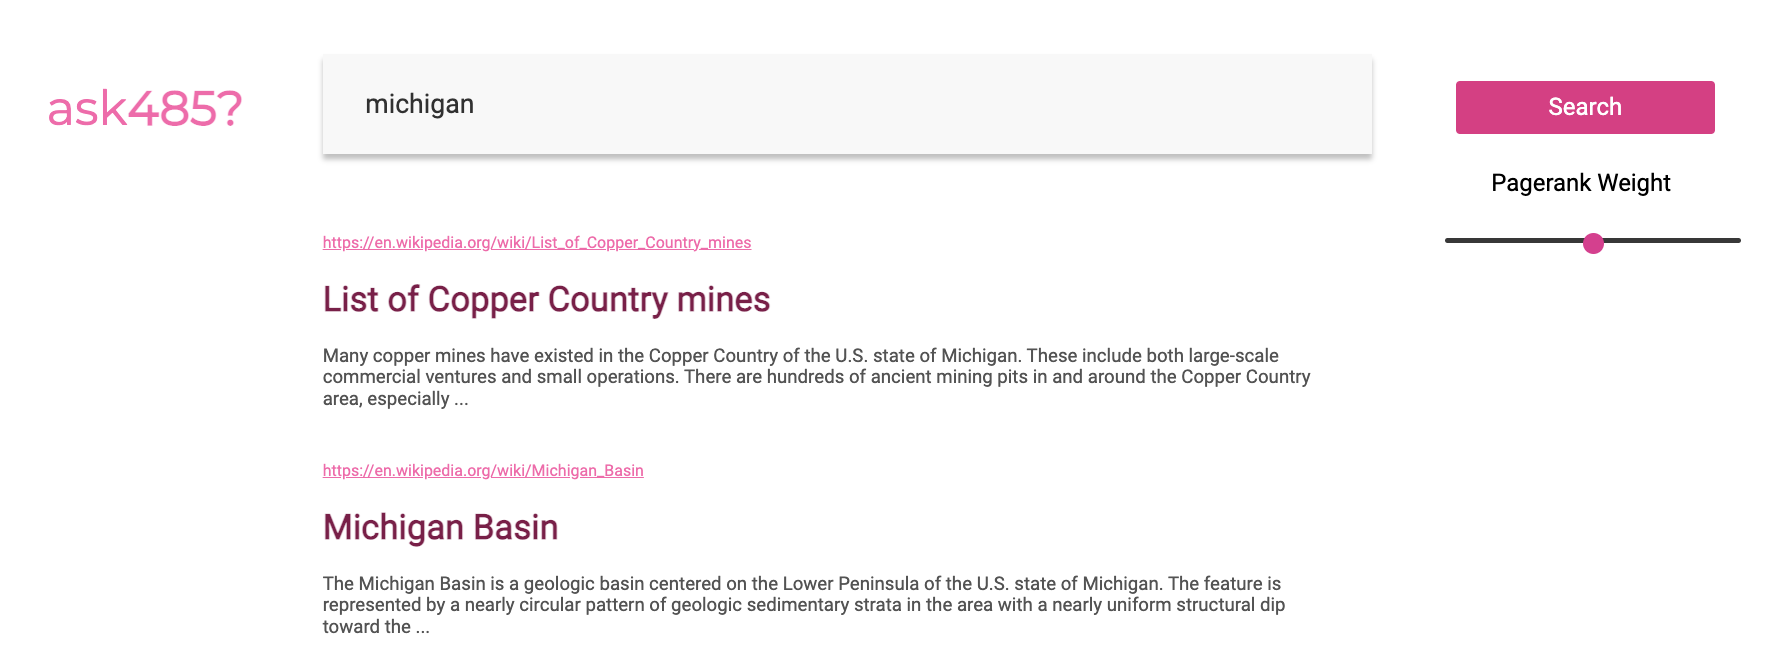 ask485?
michigan
Search
Pagerank Weight
https://en.wikipedia.org/wiki/List_of_Copper_Country_mines
List of Copper Country mines
Many copper mines have existed in the Copper Country of the U.S. state of Michigan. These include both large-scale
commercial ventures and small operations. There are hundreds of ancient mining pits in and around the Copper Country
area, especially ...
https://en.wikipedia.org/wiki/Michigan_Basin
Michigan Basin
The Michigan Basin is a geologic basin centered on the Lower Peninsula of the U.S. state of Michigan. The feature is
represented by a nearly circular pattern of geologic sedimentary strata in the area with a nearly uniform structural dip
toward the ...